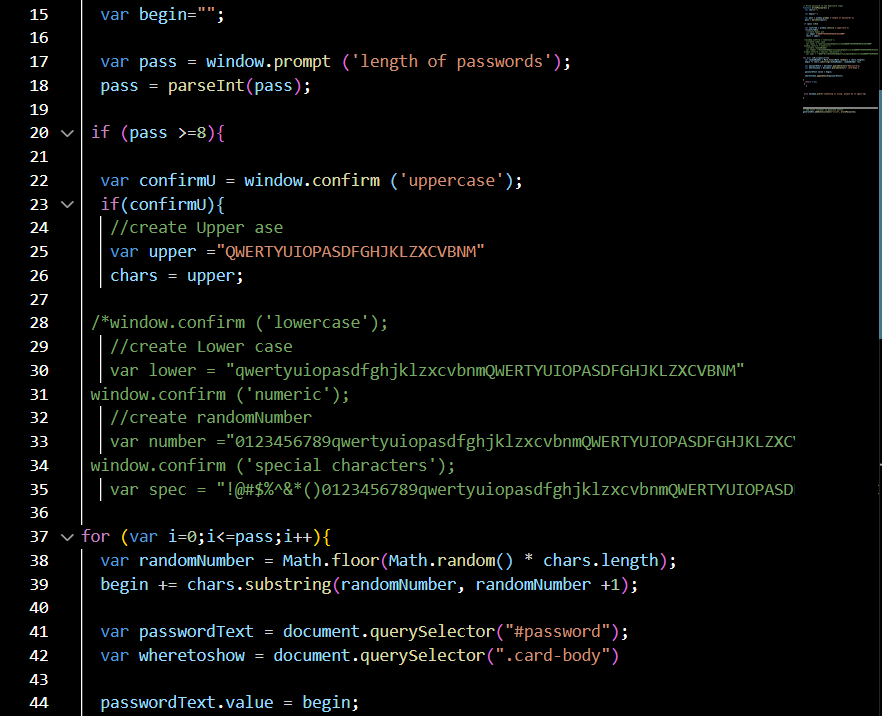 15 var begin="";
16
17 var pass = window.prompt ('length of passwords');
18 pass = parseInt(pass);
19
20 if (pass >=8){
21
22 var confirmU = window.confirm ('uppercase');
23 if(confirmU){
24 //create Upper ase
25 var upper ="QWERTYUIOPASDFGHJKLZXCVBNM"
26 chars = upper;
27
28 /*window.confirm ('lowercase');
29 //create Lower case
30 var lower = "qwertyuiopasdfghjklzxcvbnmQWERTYUIOPASDFGHJKLZXCVBNM"
31 window.confirm ('numeric');
32 //create randomNumber
33 var number ="0123456789qwertyuiopasdfghjklzxcvbnmQWERTYUIOPASDFGHJKLZXC
34 window.confirm ('special characters');
35 var spec = "!@#$%^&*()0123456789qwertyuiopasdfghjklzxcvbnmQWERTYUIOPASD
36
37 for (var i=0;i<=pass;i++){
38 var randomNumber = Math.floor(Math.random() * chars.length);
39 begin += chars.substring(randomNumber, randomNumber +1);
40
41 var passwordText = document.querySelector("#password");
42 var wheretoshow = document.querySelector(".card-body")
43
44 passwordText.value = begin;